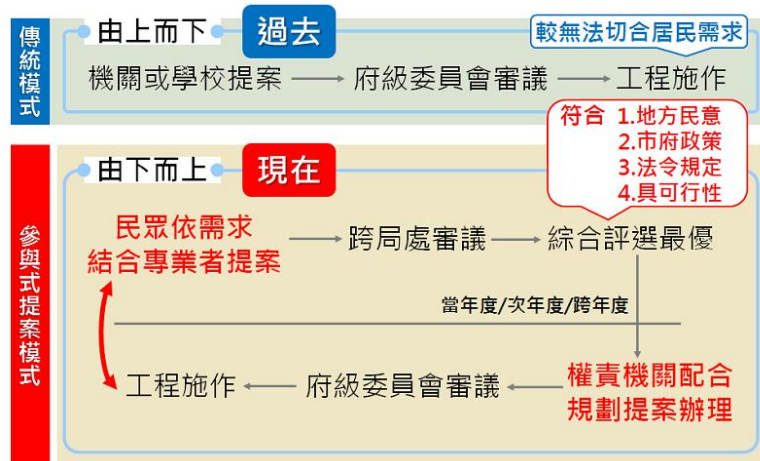 傳統模式
由上而下
過去
較無法切合居民需求
機關或學校提案
府級委員會審議
工程施作
參與式提案模式
由下而上
現在
符合 1.地方民意
2.市府政策
3.法令規定
4.具可行性
民眾依需求
結合專業者提案
跨局處審議
綜合評選最優
當年度/次年度/跨年度
權責機關配合
規劃提案辦理
府級委員會審議
工程施作